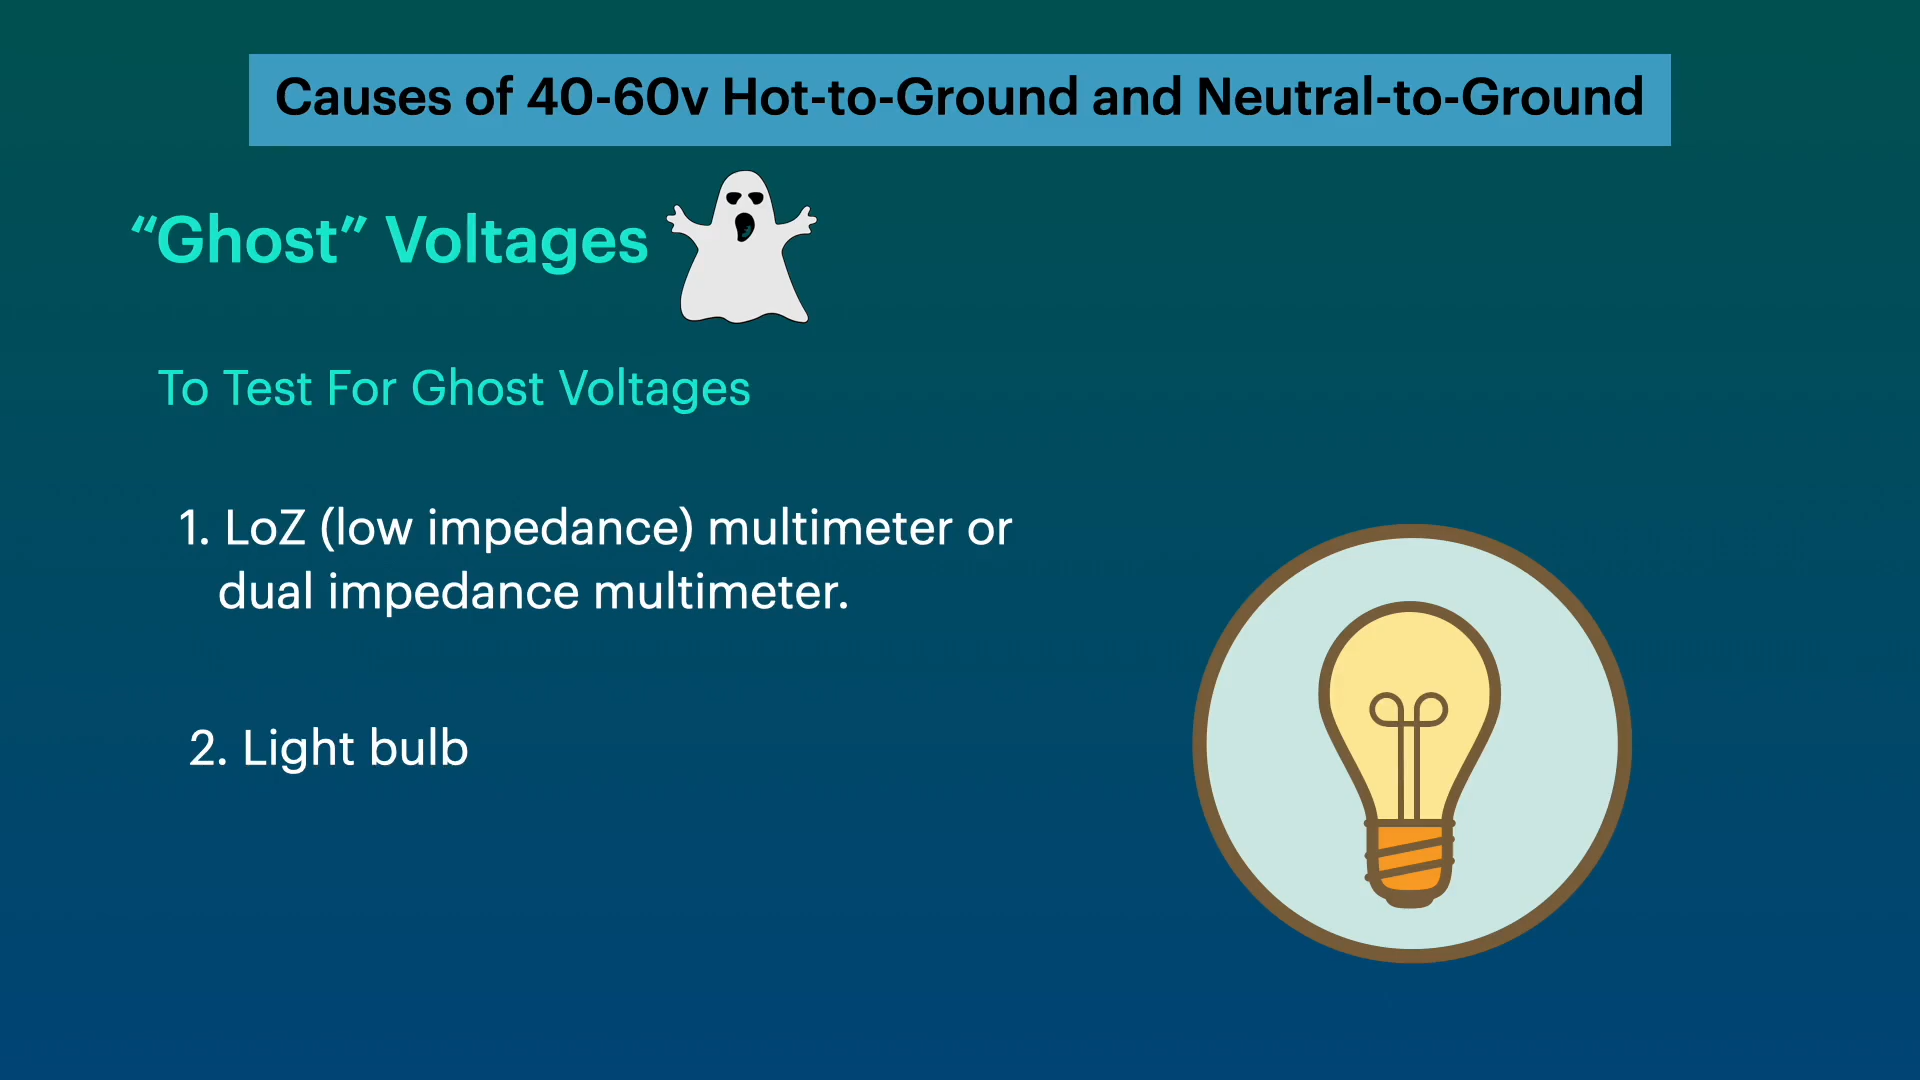 Causes of 40-60v Hot-to-Ground and Neutral-to-Ground
“Ghost” Voltages
To Test For Ghost Voltages
1. LoZ (low impedance) multimeter or
dual impedance multimeter.
2. Light bulb